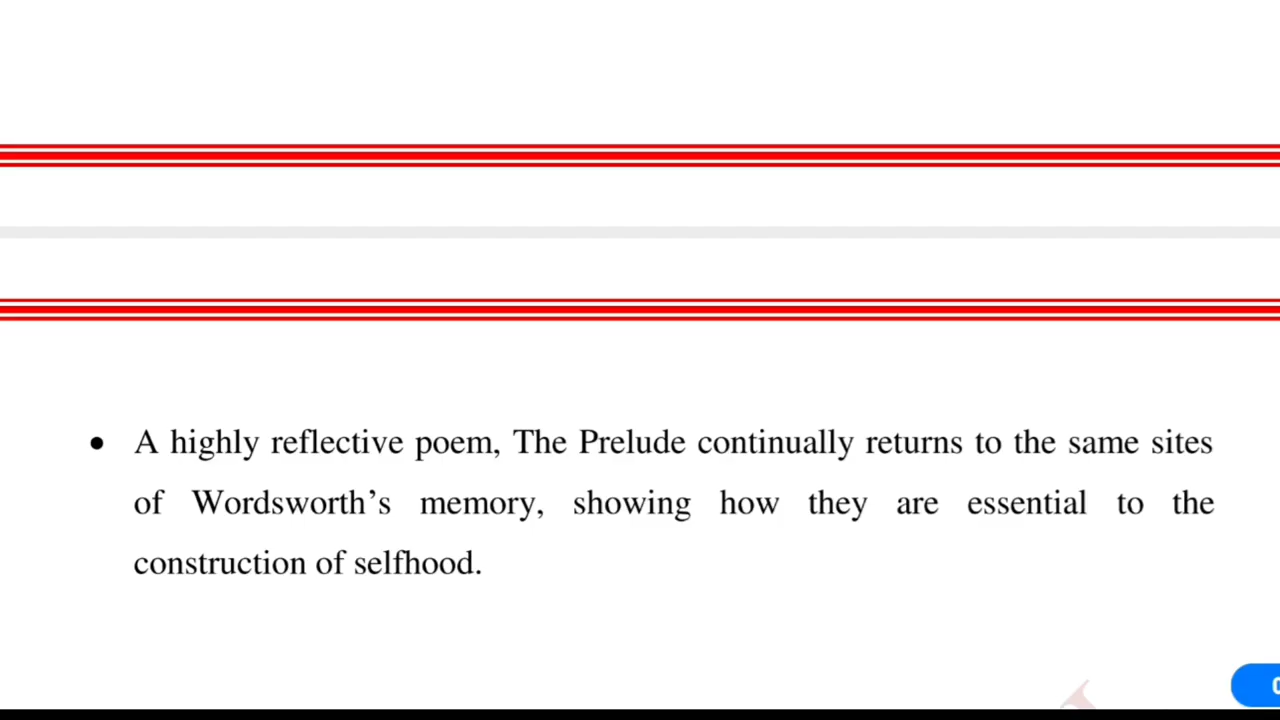 • A highly reflective poem, The Prelude continually returns to the same sites
of Wordsworth’s memory, showing how they are essential to the
construction of selfhood.